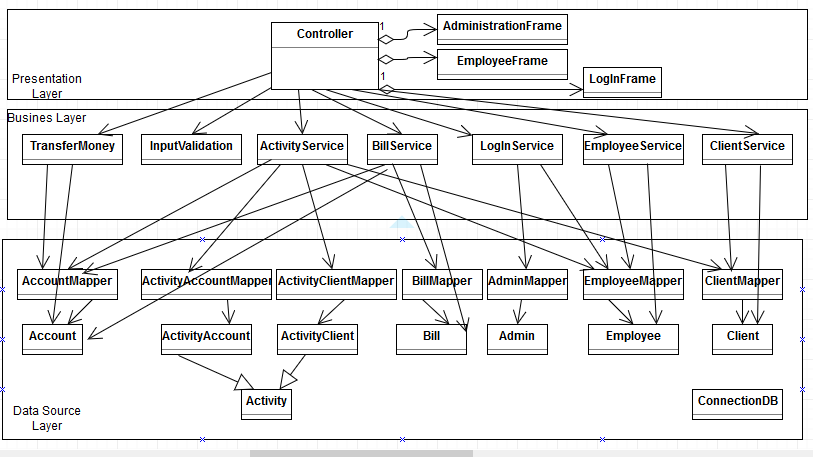 1
Controller
AdministrationFrame
EmployeeFrame
1
LogInFrame
Presentation
Layer
Busines Layer
TransferMoney
InputValidation
ActivityService
BillService
LogInService
EmployeeService
ClientService
AccountMapper
ActivityAccountMapper
ActivityClientMapper
BillMapper
AdminMapper
EmployeeMapper
ClientMapper
Account
ActivityAccount
ActivityClient
Bill
Admin
Employee
Client
Activity
ConnectionDB
Data Source
Layer